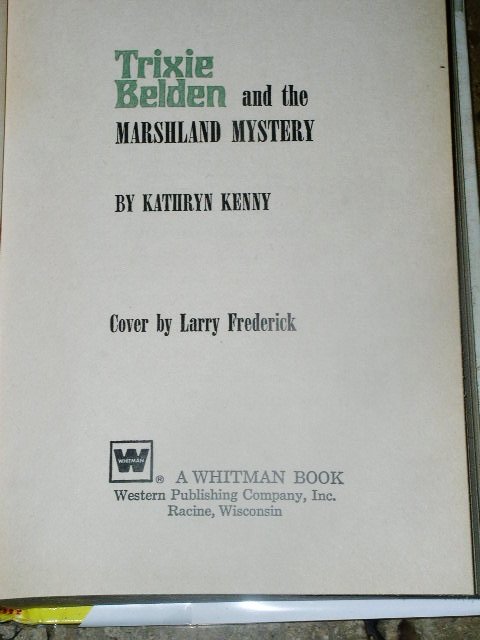 Trixie
Belden and the
MARSHLAND MYSTERY
BY KATHRYN KENNY
Cover by Larry Frederick
W
WHITMAN
® A WHITMAN BOOK
Western Publishing Company, Inc.
Racine, Wisconsin